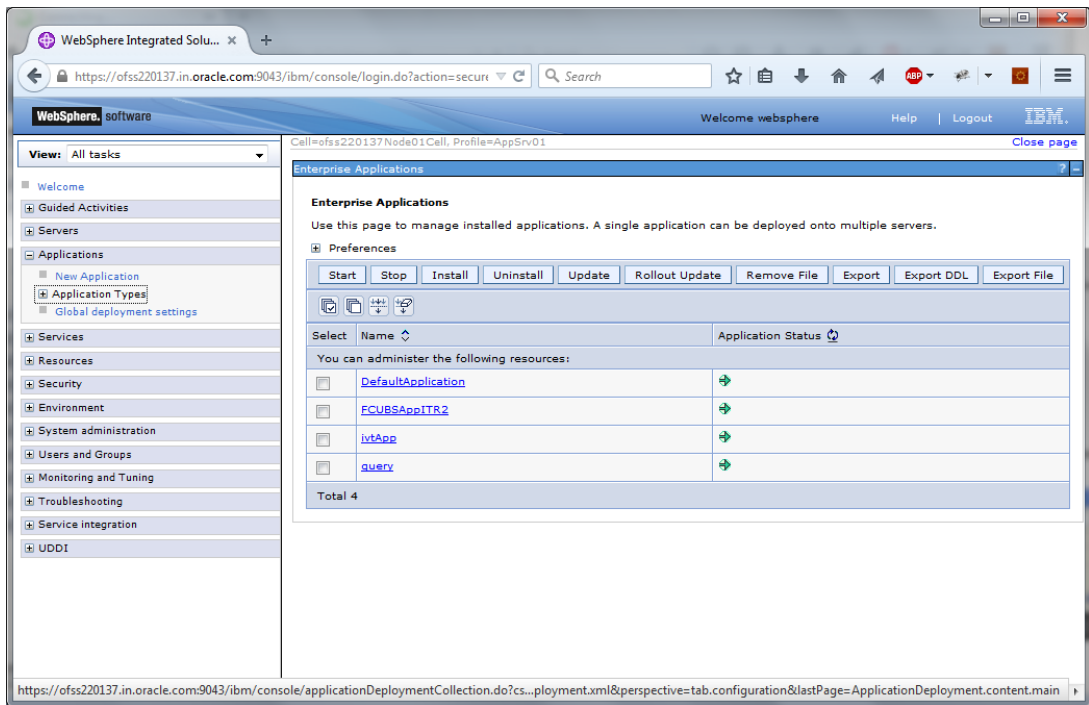 WebSphere Integrated Solu... × +
https://ofss220137.in.oracle.com:9043/ibm/console/login.do?action=secure Search ABP
WebSphere. software Welcome websphere Help | Logout IBM.
View: All tasks
Cell=ofss220137Node01Cell, Profile=AppSrv01 Close page
Welcome
Guided Activities
Servers
Applications
New Application
Application Types
Global deployment settings
Services
Resources
Security
Environment
System administration
Users and Groups
Monitoring and Tuning
Troubleshooting
Service integration
UDDI
Enterprise Applications ? -
Enterprise Applications
Use this page to manage installed applications. A single application can be deployed onto multiple servers.
Preferences
Start Stop Install Uninstall Update Rollout Update Remove File Export Export DDL Export File
Select Name Application Status
You can administer the following resources:
DefaultApplication
FCUBSAppITR2
ivtApp
query
Total 4
https://ofss220137.in.oracle.com:9043/ibm/console/applicationDeploymentCollection.do?cs...ployment.xml&perspective=tab.configuration&lastPage=ApplicationDeployment.content.main